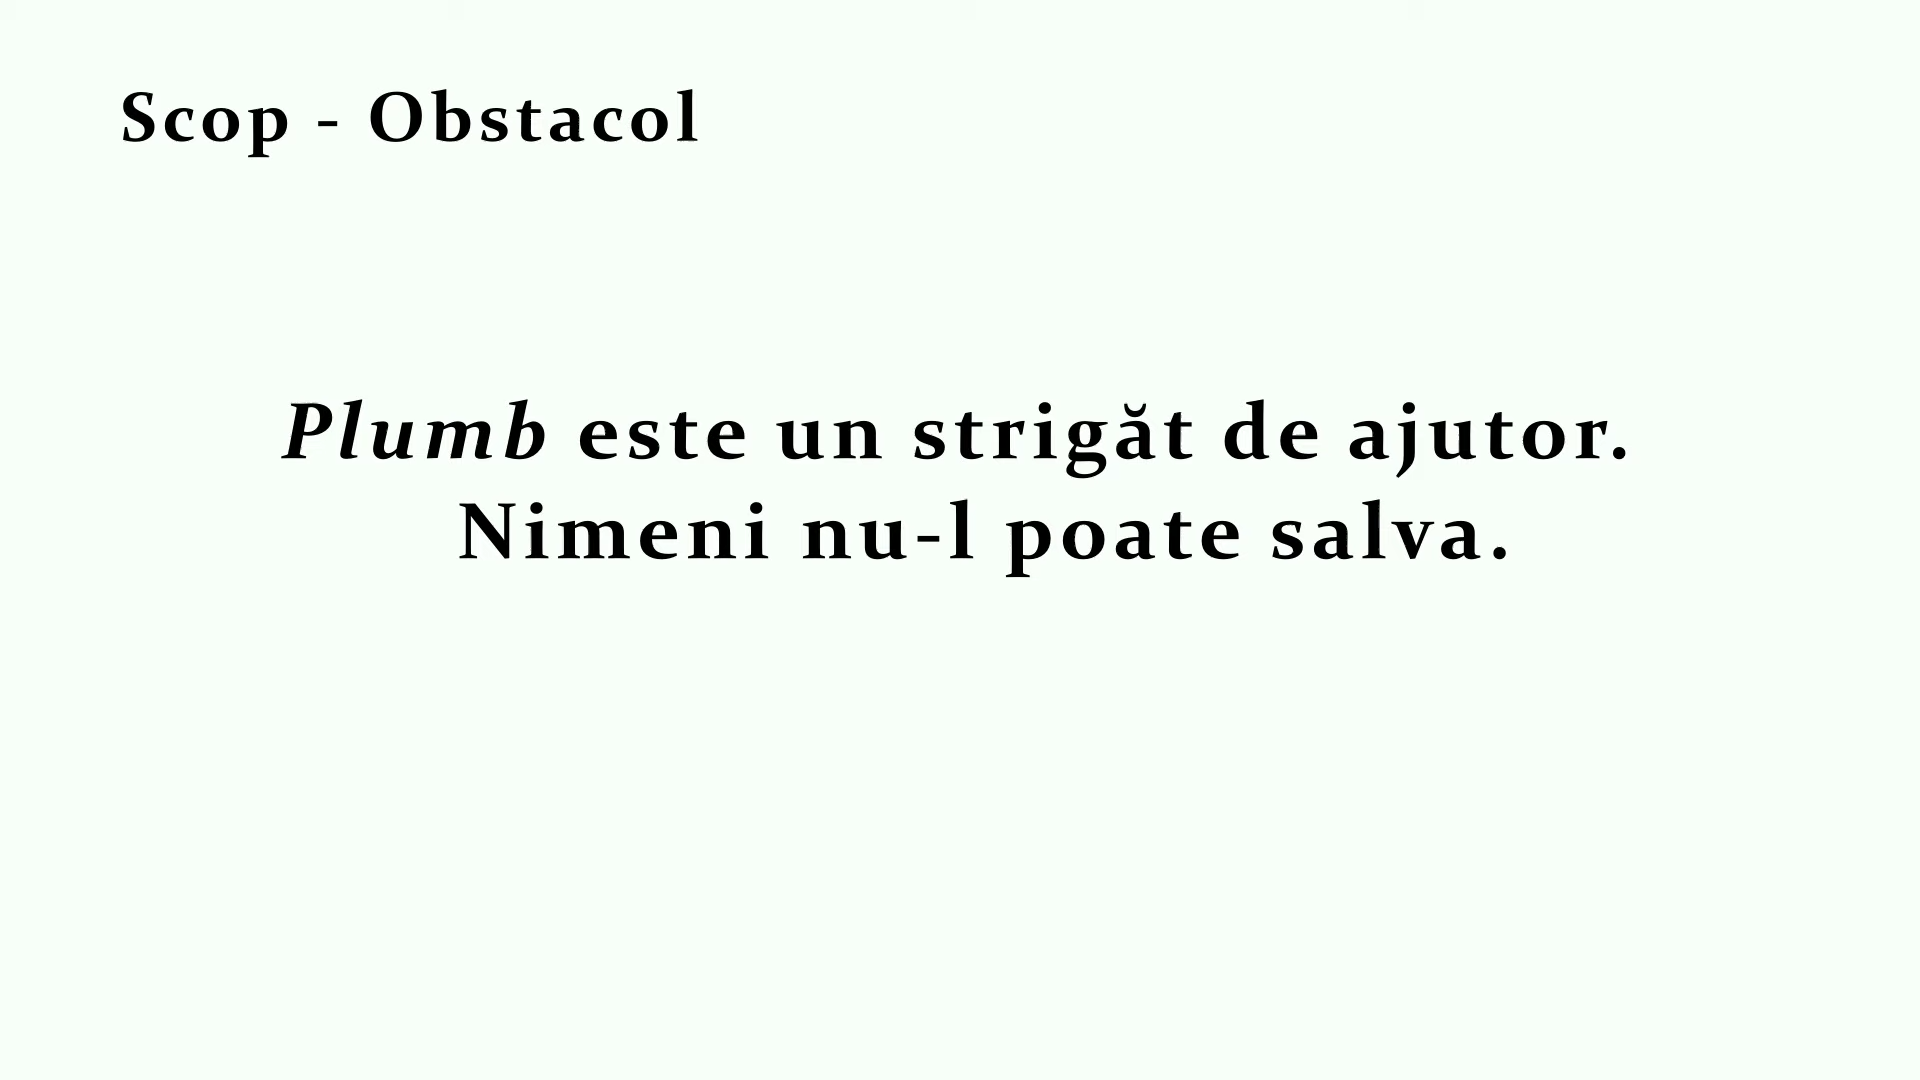 Scop - Obstacol
Plumb este un strigăt de ajutor.
Nimeni nu-l poate salva.